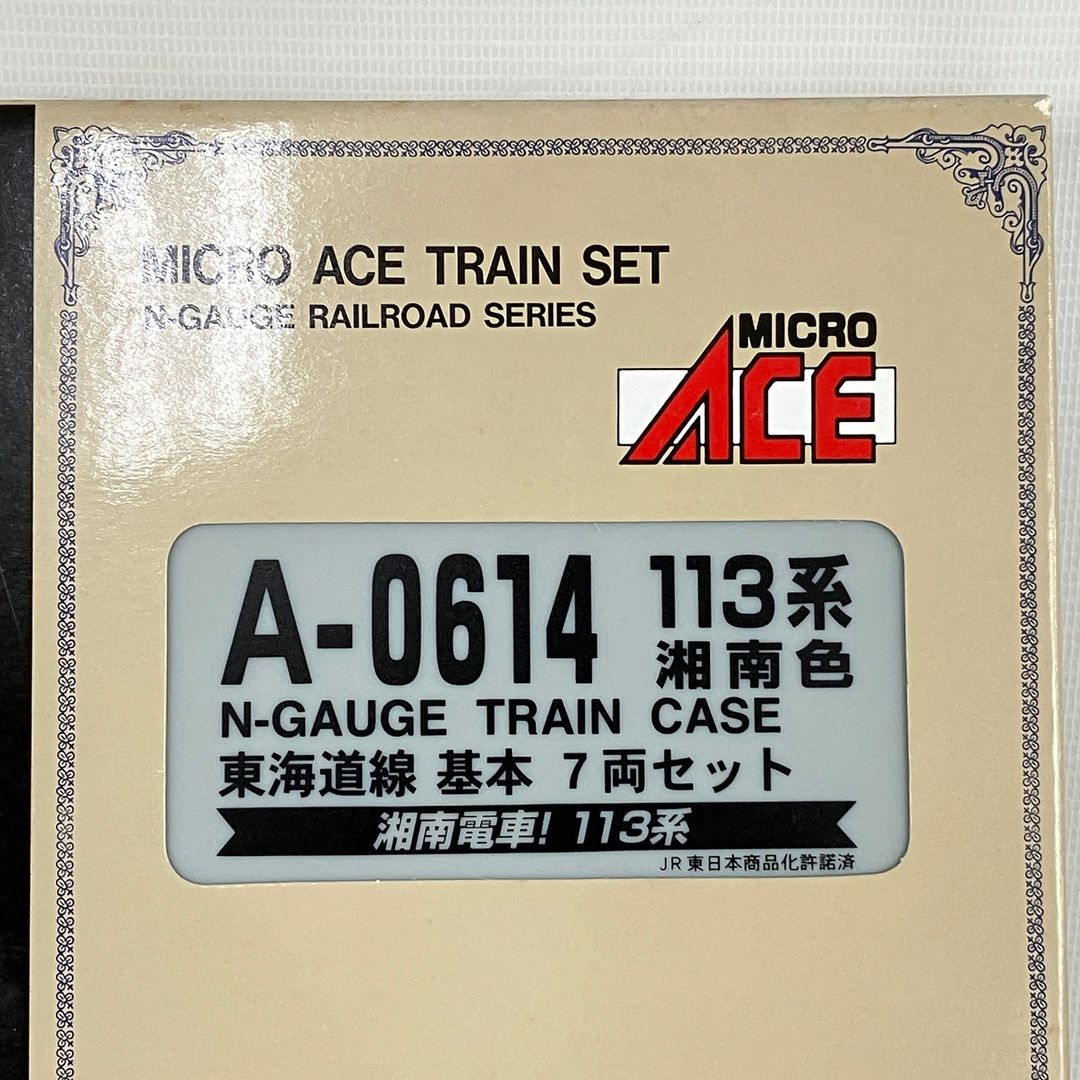 MICRO ACE TRAIN SET
N-GAUGE RAILROAD SERIES
MICRO
ACE
A-0614 113系
湘南色
N-GAUGE TRAIN CASE
東海道線 基本 7両セット
湘南電車! 113系
JR東日本商品化許諾済